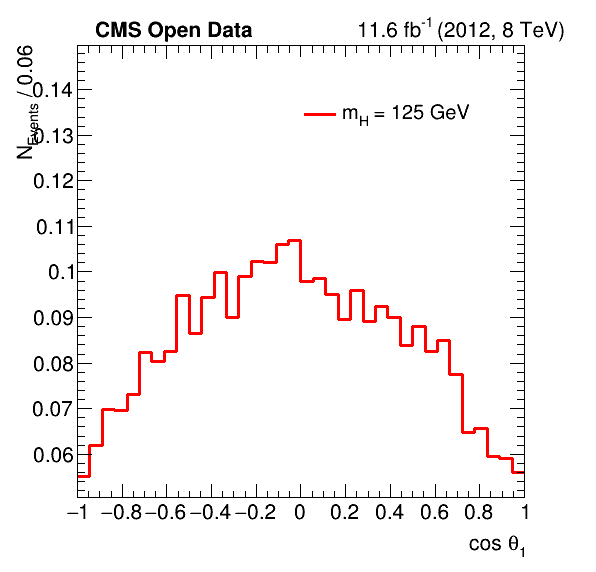 CMS Open Data
11.6 fb⁻¹ (2012, 8 TeV)
N_Events / 0.06
m_H = 125 GeV
0.14
0.13
0.12
0.11
0.1
0.09
0.08
0.07
0.06
−1 −0.8 −0.6 −0.4 −0.2 0 0.2 0.4 0.6 0.8 1
cos θ₁